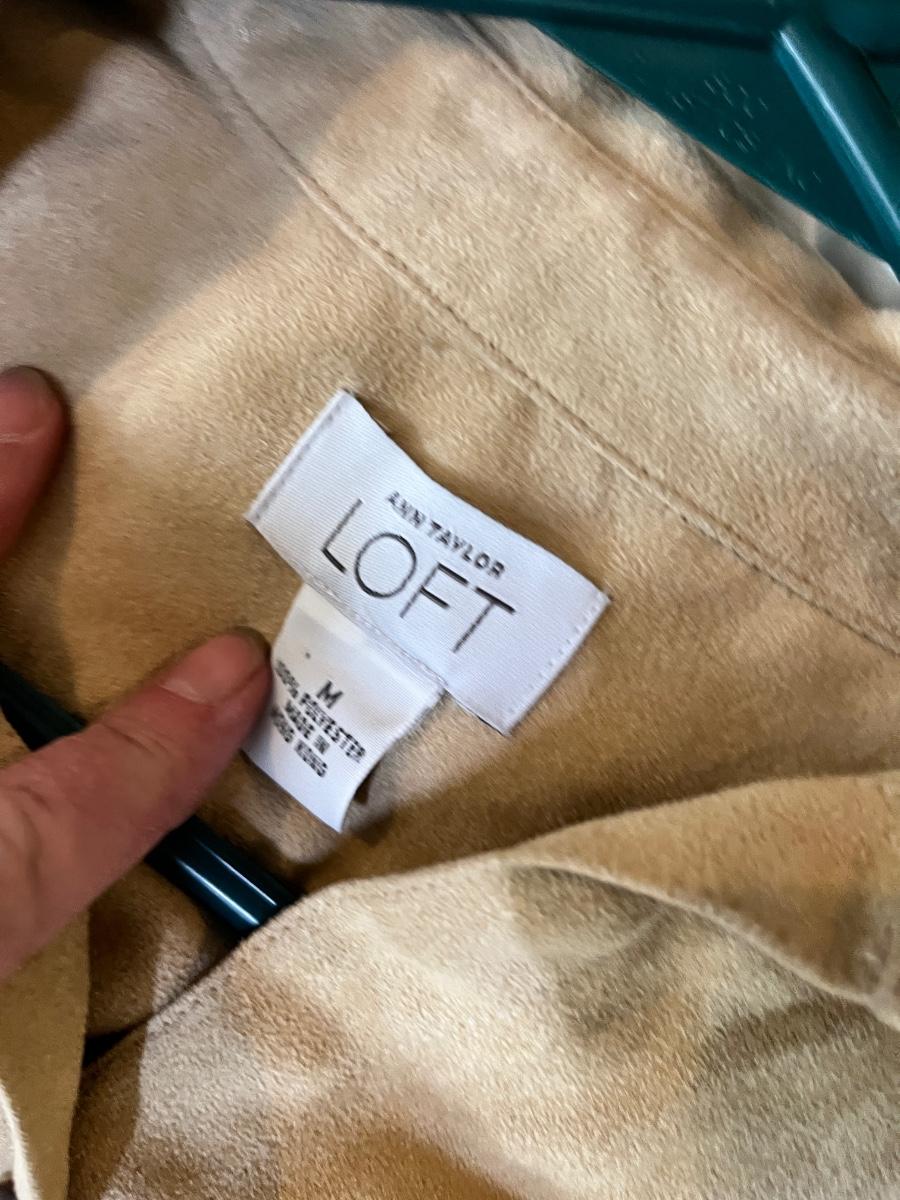 ANN TAYLOR
LOFT
M
100% POLYESTER
MADE IN
HONG KONG